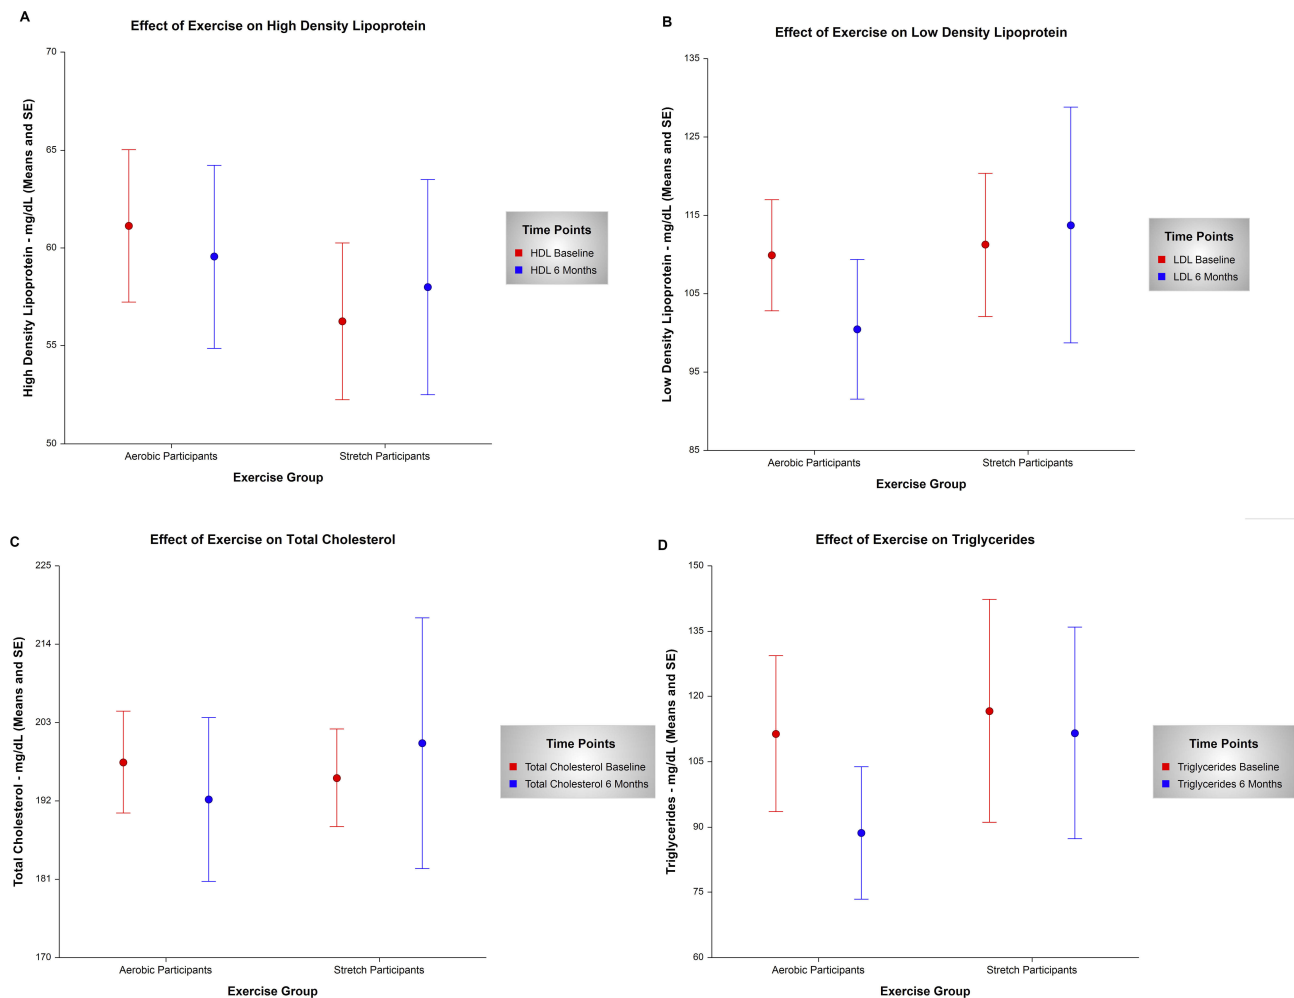 A
Effect of Exercise on High Density Lipoprotein
High Density Lipoprotein - mg/dL (Means and SE)
70
65
60
55
50
Aerobic Participants
Stretch Participants
Exercise Group
Time Points
HDL Baseline
HDL 6 Months
B
Effect of Exercise on Low Density Lipoprotein
Low Density Lipoprotein - mg/dL (Means and SE)
135
125
115
105
95
85
Aerobic Participants
Stretch Participants
Exercise Group
Time Points
LDL Baseline
LDL 6 Months
C
Effect of Exercise on Total Cholesterol
Total Cholesterol - mg/dL (Means and SE)
225
214
203
192
181
170
Aerobic Participants
Stretch Participants
Exercise Group
Time Points
Total Cholesterol Baseline
Total Cholesterol 6 Months
D
Effect of Exercise on Triglycerides
Triglycerides - mg/dL (Means and SE)
150
135
120
105
90
75
60
Aerobic Participants
Stretch Participants
Exercise Group
Time Points
Triglycerides Baseline
Triglycerides 6 Months